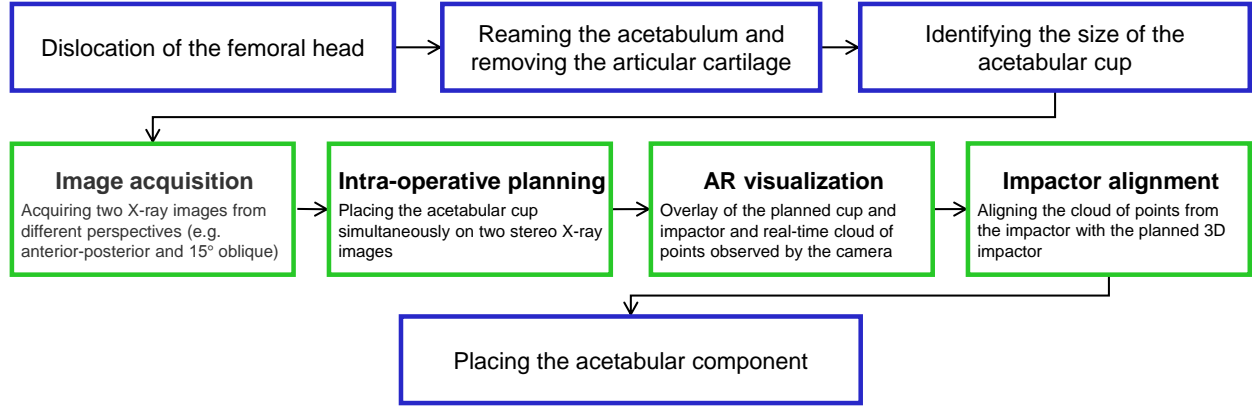 Dislocation of the femoral head
Reaming the acetabulum and
removing the articular cartilage
Identifying the size of the
acetabular cup
Image acquisition
Acquiring two X-ray images from
different perspectives (e.g.
anterior-posterior and 15° oblique)
Intra-operative planning
Placing the acetabular cup
simultaneously on two stereo X-ray
images
AR visualization
Overlay of the planned cup and
impactor and real-time cloud of
points observed by the camera
Impactor alignment
Aligning the cloud of points from
the impactor with the planned 3D
impactor
Placing the acetabular component